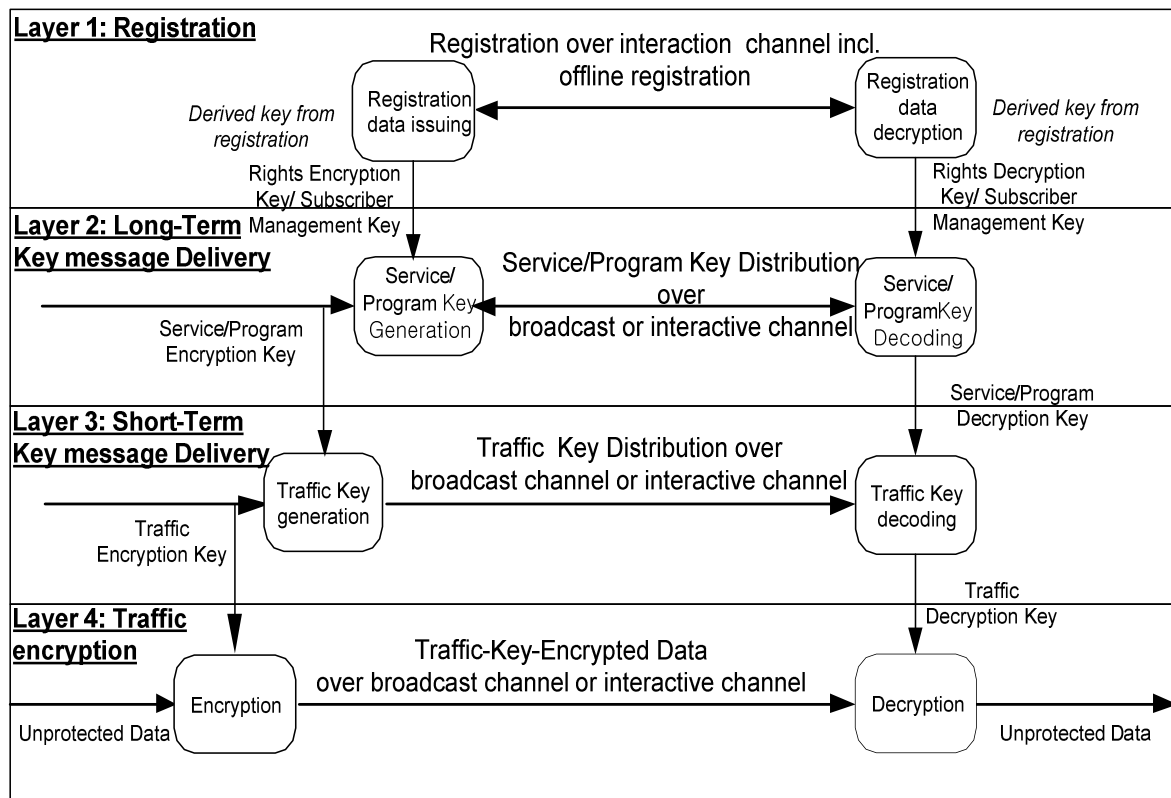 Layer 1: Registration
Registration over interaction channel incl.
offline registration
Registration
data issuing
Registration
data
decryption
Derived key from
registration
Derived key from
registration
Rights Encryption
Key/ Subscriber
Management Key
Rights Decryption
Key/ Subscriber
Management Key
Layer 2: Long-Term
Key message Delivery
Service/
Program Key
Generation
Service/Program Key Distribution
over
broadcast or interactive channel
Service/
ProgramKey
Decoding
Service/Program
Encryption Key
Service/Program
Decryption Key
Layer 3: Short-Term
Key message Delivery
Traffic Key
generation
Traffic Key Distribution over
broadcast channel or interactive channel
Traffic Key
decoding
Traffic
Encryption Key
Traffic
Decryption Key
Layer 4: Traffic
encryption
Encryption
Traffic-Key-Encrypted Data
over broadcast channel or interactive channel
Decryption
Unprotected Data
Unprotected Data